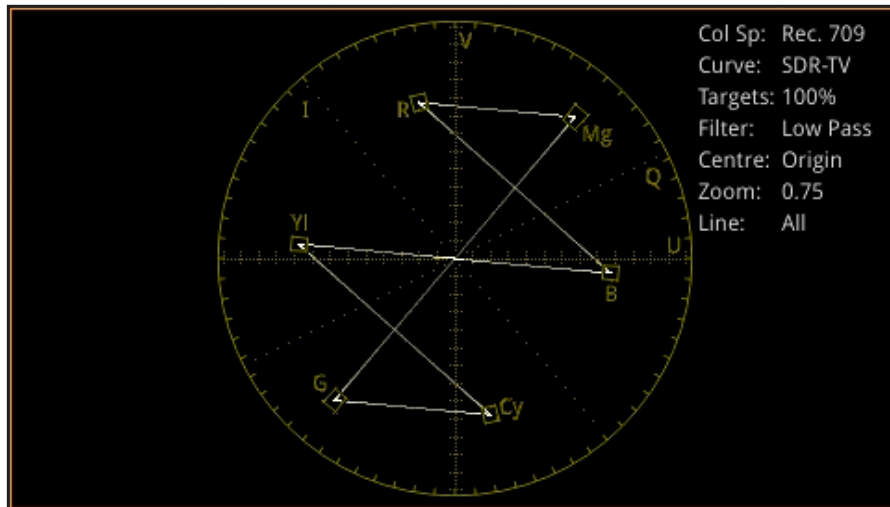 V
I
R
Mg
Q
Yl
U
B
G
Cy
Col Sp: Rec. 709
Curve: SDR-TV
Targets: 100%
Filter: Low Pass
Centre: Origin
Zoom: 0.75
Line: All